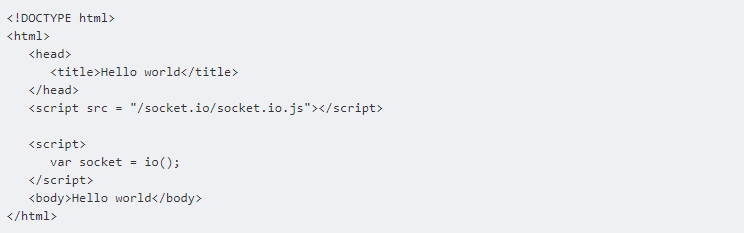 <!DOCTYPE html>
<html>
<head>
<title>Hello world</title>
</head>
<script src = "/socket.io/socket.io.js"></script>
<script>
var socket = io();
</script>
<body>Hello world</body>
</html>